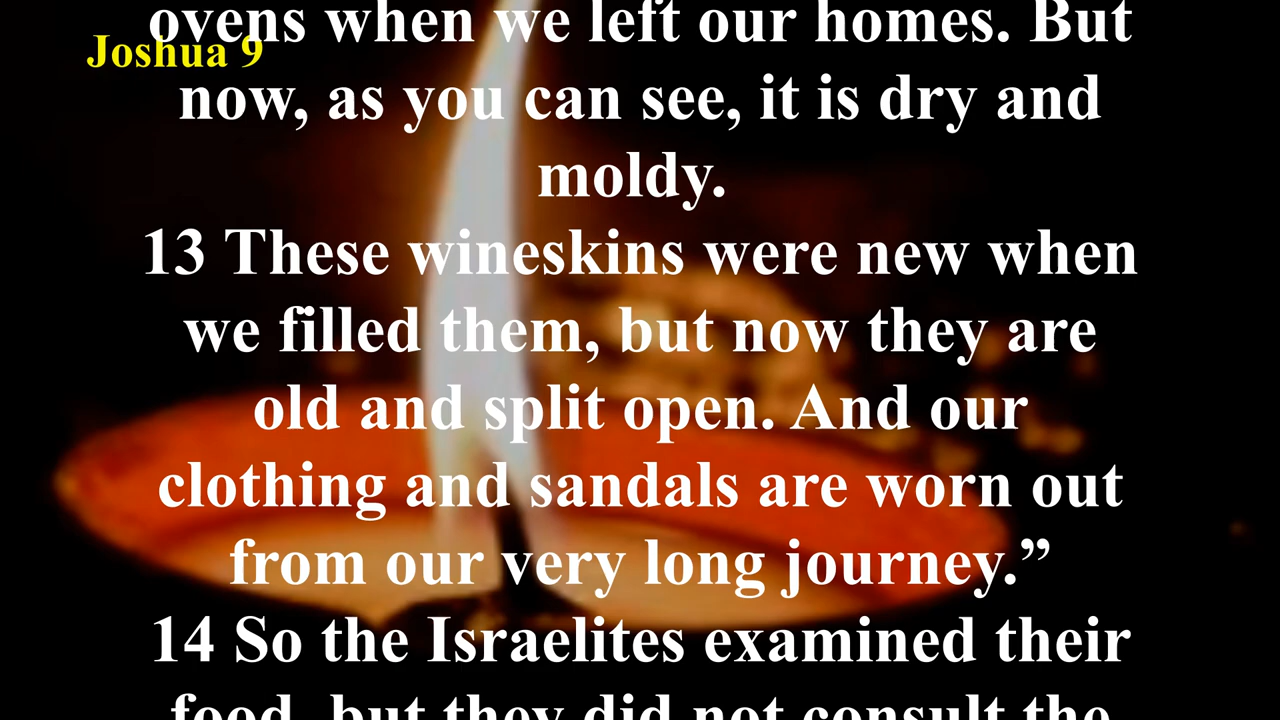 ovens when we left our homes. But
Joshua 9
now, as you can see, it is dry and
moldy.
13 These wineskins were new when
we filled them, but now they are
old and split open. And our
clothing and sandals are worn out
from our very long journey.”
14 So the Israelites examined their
food, but they did not consult the